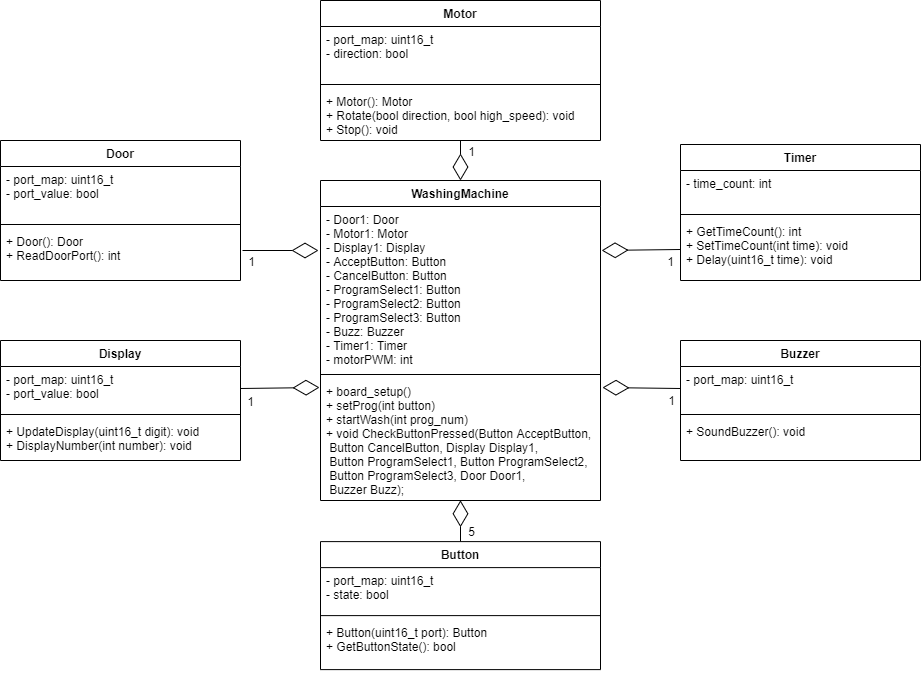 Motor
- port_map: uint16_t
- direction: bool
+ Motor(): Motor
+ Rotate(bool direction, bool high_speed): void
+ Stop(): void
1
Door
- port_map: uint16_t
- port_value: bool
+ Door(): Door
+ ReadDoorPort(): int
1
WashingMachine
- Door1: Door
- Motor1: Motor
- Display1: Display
- AcceptButton: Button
- CancelButton: Button
- ProgramSelect1: Button
- ProgramSelect2: Button
- ProgramSelect3: Button
- Buzz: Buzzer
- Timer1: Timer
- motorPWM: int
+ board_setup()
+ setProg(int button)
+ startWash(int prog_num)
+ void CheckButtonPressed(Button AcceptButton,
Button CancelButton, Display Display1,
Button ProgramSelect1, Button ProgramSelect2,
Button ProgramSelect3, Door Door1,
Buzzer Buzz);
Timer
- time_count: int
+ GetTimeCount(): int
+ SetTimeCount(int time): void
+ Delay(uint16_t time): void
1
Display
- port_map: uint16_t
- port_value: bool
+ UpdateDisplay(uint16_t digit): void
+ DisplayNumber(int number): void
1
Buzzer
- port_map: uint16_t
+ SoundBuzzer(): void
1
5
Button
- port_map: uint16_t
- state: bool
+ Button(uint16_t port): Button
+ GetButtonState(): bool